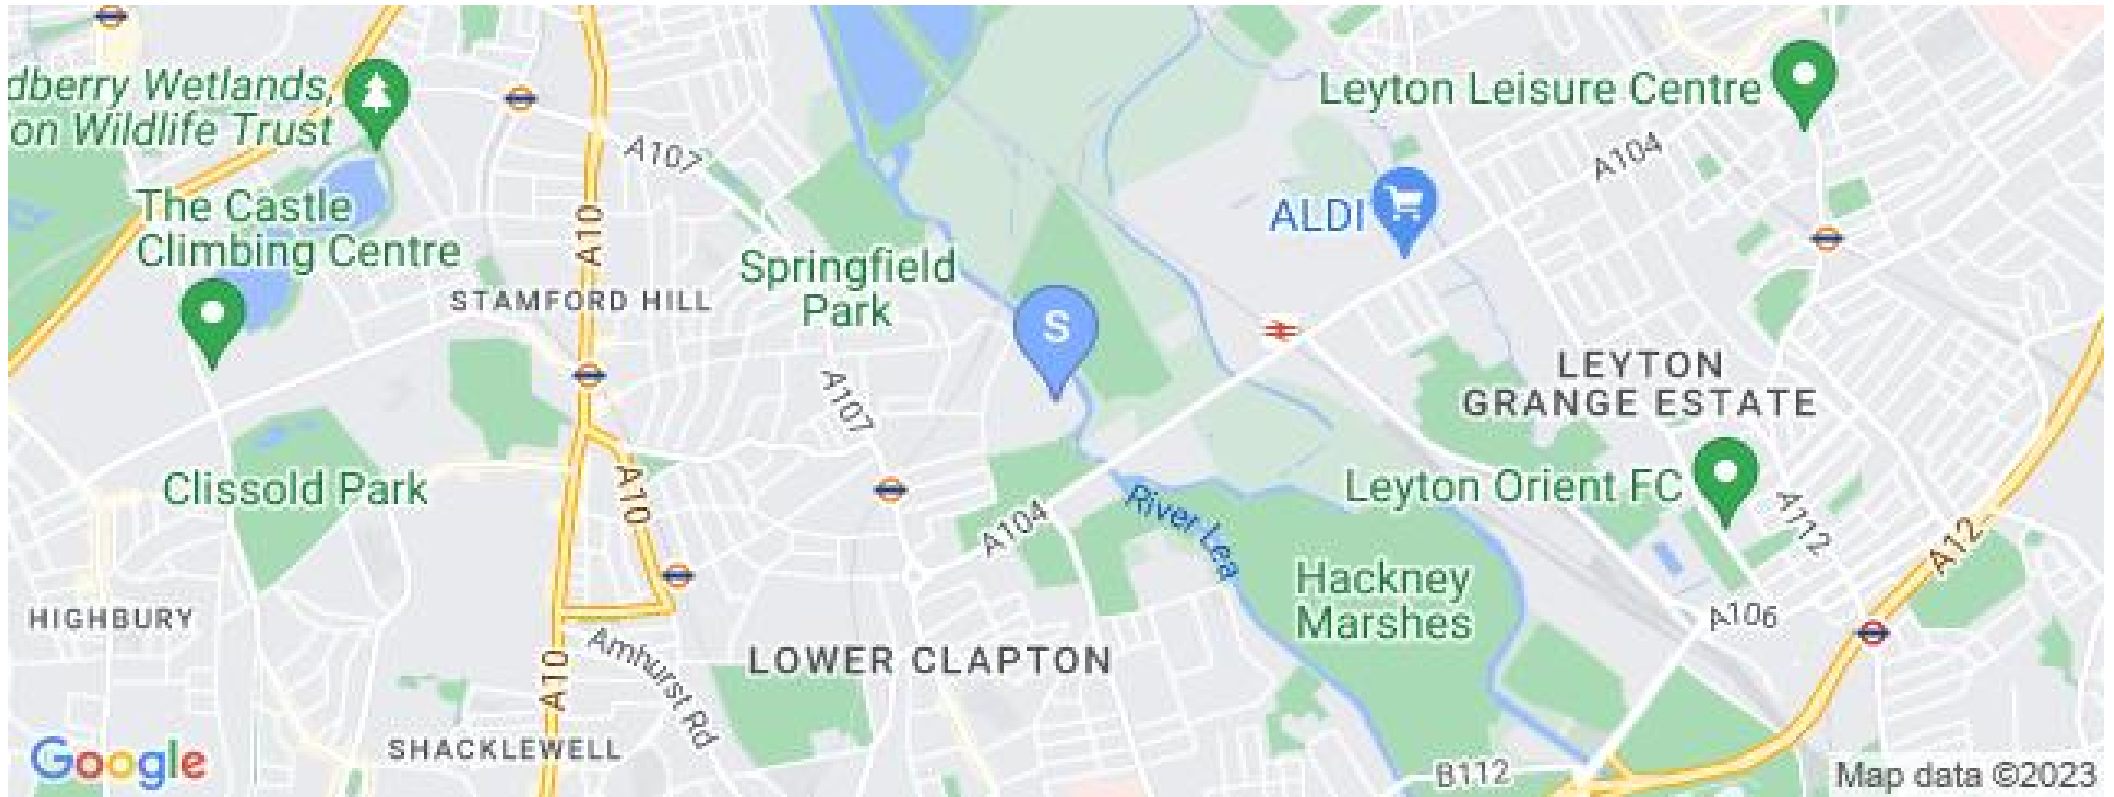 dberry Wetlands,
on Wildlife Trust
Leyton Leisure Centre
A107
A104
The Castle
Climbing Centre
A10
ALDI
Springfield
Park
STAMFORD HILL
S
A107
LEYTON
GRANGE ESTATE
Clissold Park
A10
A104
River Lea
Leyton Orient FC
A112
A12
Hackney
Marshes
HIGHBURY
A106
LOWER CLAPTON
A10
Amhurst Rd
SHACKLEWELL
Google
B112
Map data ©2023